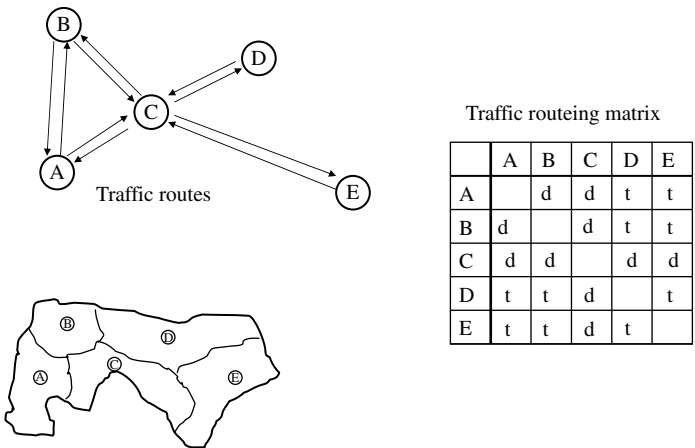 B
D
C
A
E
Traffic routes
Traffic routeing matrix
A B C D E
A d d t t
B d d t t
C d d d d
D t t d t
E t t d t
B
D
C
A
E